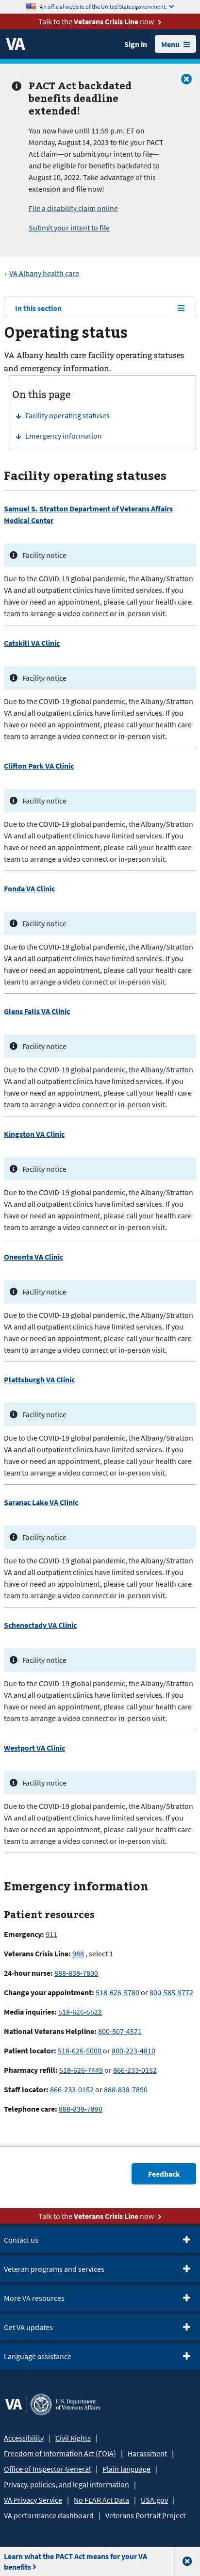 An official website of the United States government.
Talk to the Veterans Crisis Line now
VA
Sign in
Menu
PACT Act backdated
benefits deadline
extended!
You now have until 11:59 p.m. ET on
Monday, August 14, 2023 to file your PACT
Act claim—or submit your intent to file—
and be eligible for benefits backdated to
August 10, 2022. Take advantage of this
extension and file now!
File a disability claim online
Submit your intent to file
VA Albany health care
In this section
Operating status
VA Albany health care facility operating statuses
and emergency information.
On this page
Facility operating statuses
Emergency information
Facility operating statuses
Samuel S. Stratton Department of Veterans Affairs
Medical Center
Facility notice
Due to the COVID-19 global pandemic, the Albany/Stratton
VA and all outpatient clinics have limited services. If you
have or need an appointment, please call your health care
team to arrange a video connect or in-person visit.
Catskill VA Clinic
Facility notice
Due to the COVID-19 global pandemic, the Albany/Stratton
VA and all outpatient clinics have limited services. If you
have or need an appointment, please call your health care
team to arrange a video connect or in-person visit.
Clifton Park VA Clinic
Facility notice
Due to the COVID-19 global pandemic, the Albany/Stratton
VA and all outpatient clinics have limited services. If you
have or need an appointment, please call your health care
team to arrange a video connect or in-person visit.
Fonda VA Clinic
Facility notice
Due to the COVID-19 global pandemic, the Albany/Stratton
VA and all outpatient clinics have limited services. If you
have or need an appointment, please call your health care
team to arrange a video connect or in-person visit.
Glens Falls VA Clinic
Facility notice
Due to the COVID-19 global pandemic, the Albany/Stratton
VA and all outpatient clinics have limited services. If you
have or need an appointment, please call your health care
team to arrange a video connect or in-person visit.
Kingston VA Clinic
Facility notice
Due to the COVID-19 global pandemic, the Albany/Stratton
VA and all outpatient clinics have limited services. If you
have or need an appointment, please call your health care
team to arrange a video connect or in-person visit.
Oneonta VA Clinic
Facility notice
Due to the COVID-19 global pandemic, the Albany/Stratton
VA and all outpatient clinics have limited services. If you
have or need an appointment, please call your health care
team to arrange a video connect or in-person visit.
Plattsburgh VA Clinic
Facility notice
Due to the COVID-19 global pandemic, the Albany/Stratton
VA and all outpatient clinics have limited services. If you
have or need an appointment, please call your health care
team to arrange a video connect or in-person visit.
Saranac Lake VA Clinic
Facility notice
Due to the COVID-19 global pandemic, the Albany/Stratton
VA and all outpatient clinics have limited services. If you
have or need an appointment, please call your health care
team to arrange a video connect or in-person visit.
Schenectady VA Clinic
Facility notice
Due to the COVID-19 global pandemic, the Albany/Stratton
VA and all outpatient clinics have limited services. If you
have or need an appointment, please call your health care
team to arrange a video connect or in-person visit.
Westport VA Clinic
Facility notice
Due to the COVID-19 global pandemic, the Albany/Stratton
VA and all outpatient clinics have limited services. If you
have or need an appointment, please call your health care
team to arrange a video connect or in-person visit.
Emergency information
Patient resources
Emergency: 911
Veterans Crisis Line: 988 , select 1
24-hour nurse: 888-838-7890
Change your appointment: 518-626-5780 or 800-585-9772
Media inquiries: 518-626-5522
National Veterans Helpline: 800-507-4571
Patient locator: 518-626-5000 or 800-223-4810
Pharmacy refill: 518-626-7449 or 866-233-0152
Staff locator: 866-233-0152 or 888-838-7890
Telephone care: 888-838-7890
Feedback
Talk to the Veterans Crisis Line now
Contact us
Veteran programs and services
More VA resources
Get VA updates
Language assistance
VA U.S. Department
of Veterans Affairs
Accessibility | Civil Rights |
Freedom of Information Act (FOIA) | Harassment |
Office of Inspector General | Plain language |
Privacy, policies, and legal information |
VA Privacy Service | No FEAR Act Data | USA.gov |
VA performance dashboard | Veterans Portrait Project
Learn what the PACT Act means for your VA
benefits